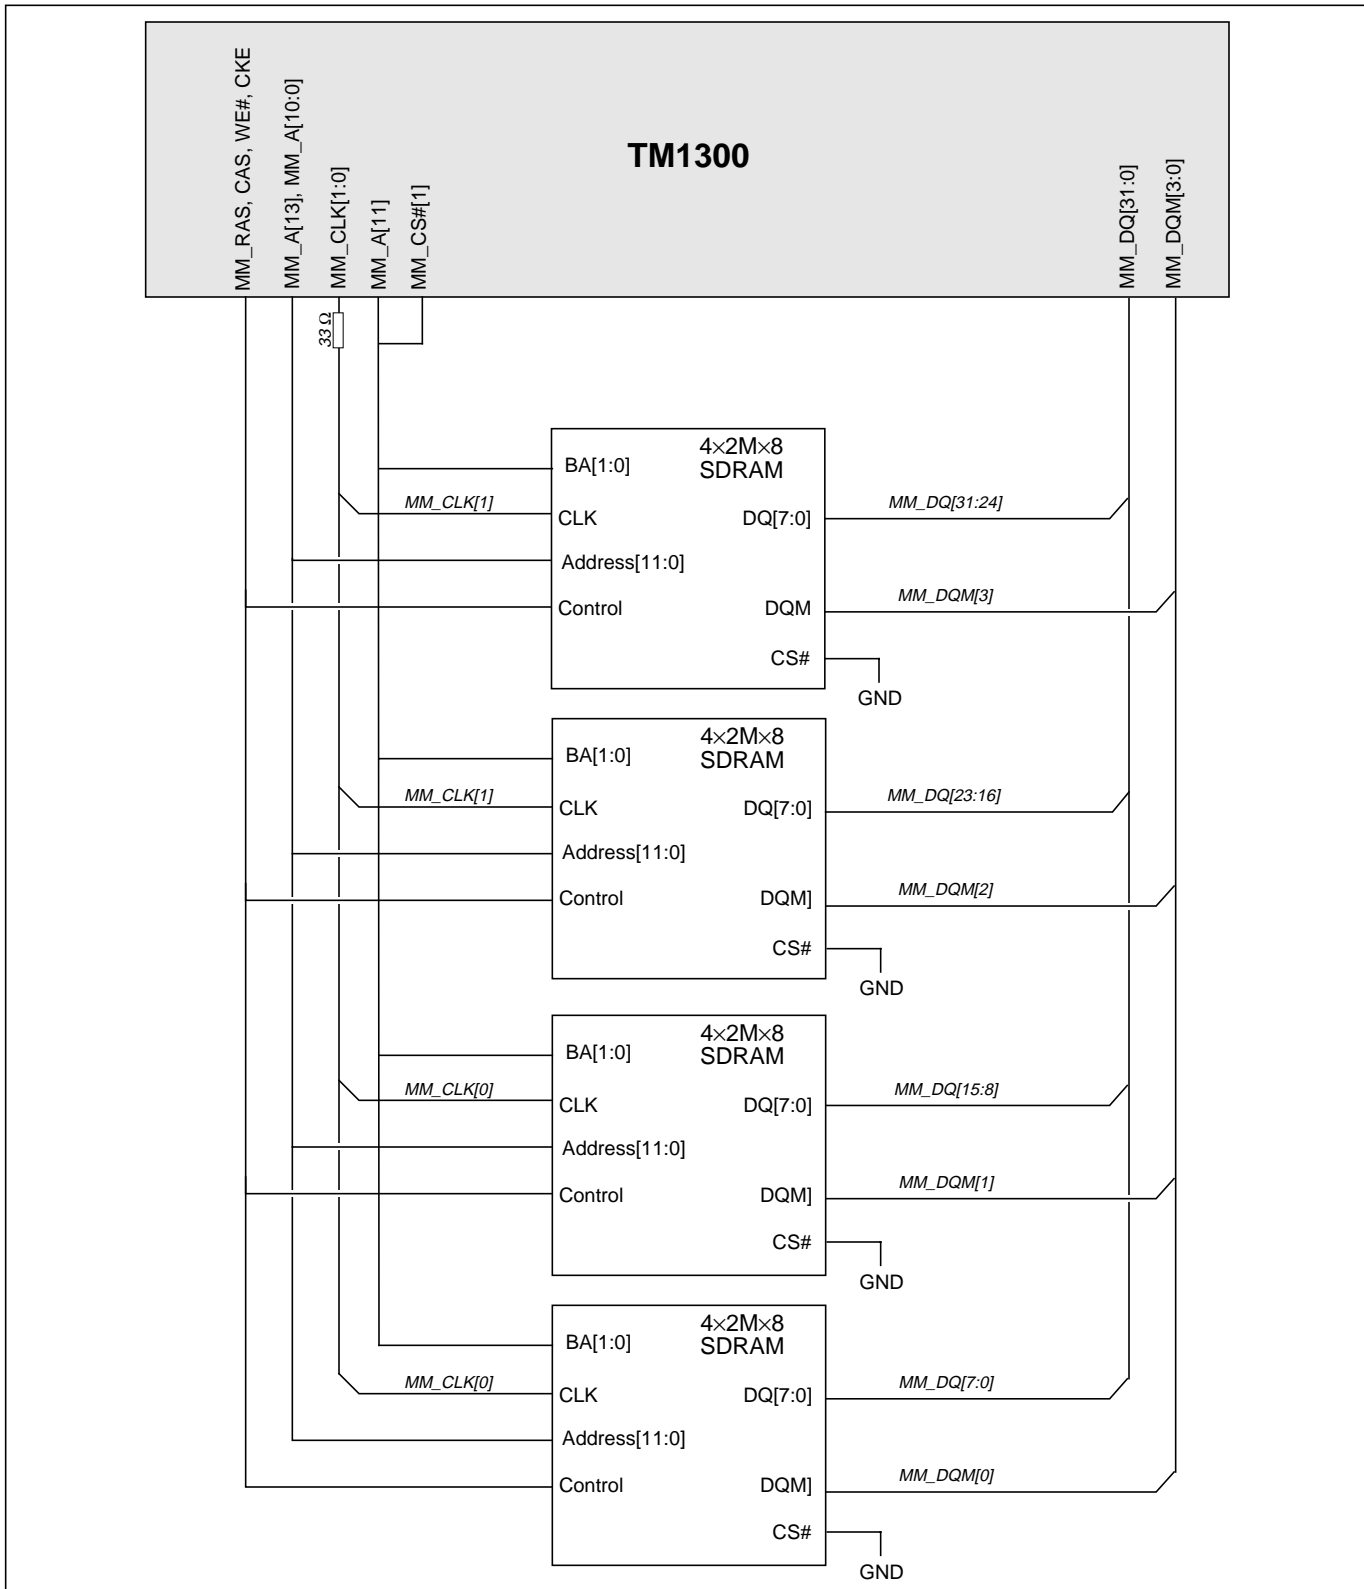 MM_RAS, CAS, WE#, CKE
MM_A[13], MM_A[10:0]
MM_CLK[1:0]
MM_A[11]
MM_CS#[1]
TM1300
MM_DQ[31:0]
MM_DQM[3:0]
33 Ω
4×2M×8
SDRAM
BA[1:0]
MM_CLK[1]
CLK
DQ[7:0]
MM_DQ[31:24]
Address[11:0]
Control
DQM
MM_DQM[3]
CS#
GND
4×2M×8
SDRAM
BA[1:0]
MM_CLK[1]
CLK
DQ[7:0]
MM_DQ[23:16]
Address[11:0]
Control
DQM]
MM_DQM[2]
CS#
GND
4×2M×8
SDRAM
BA[1:0]
MM_CLK[0]
CLK
DQ[7:0]
MM_DQ[15:8]
Address[11:0]
Control
DQM]
MM_DQM[1]
CS#
GND
4×2M×8
SDRAM
BA[1:0]
MM_CLK[0]
CLK
DQ[7:0]
MM_DQ[7:0]
Address[11:0]
Control
DQM]
MM_DQM[0]
CS#
GND